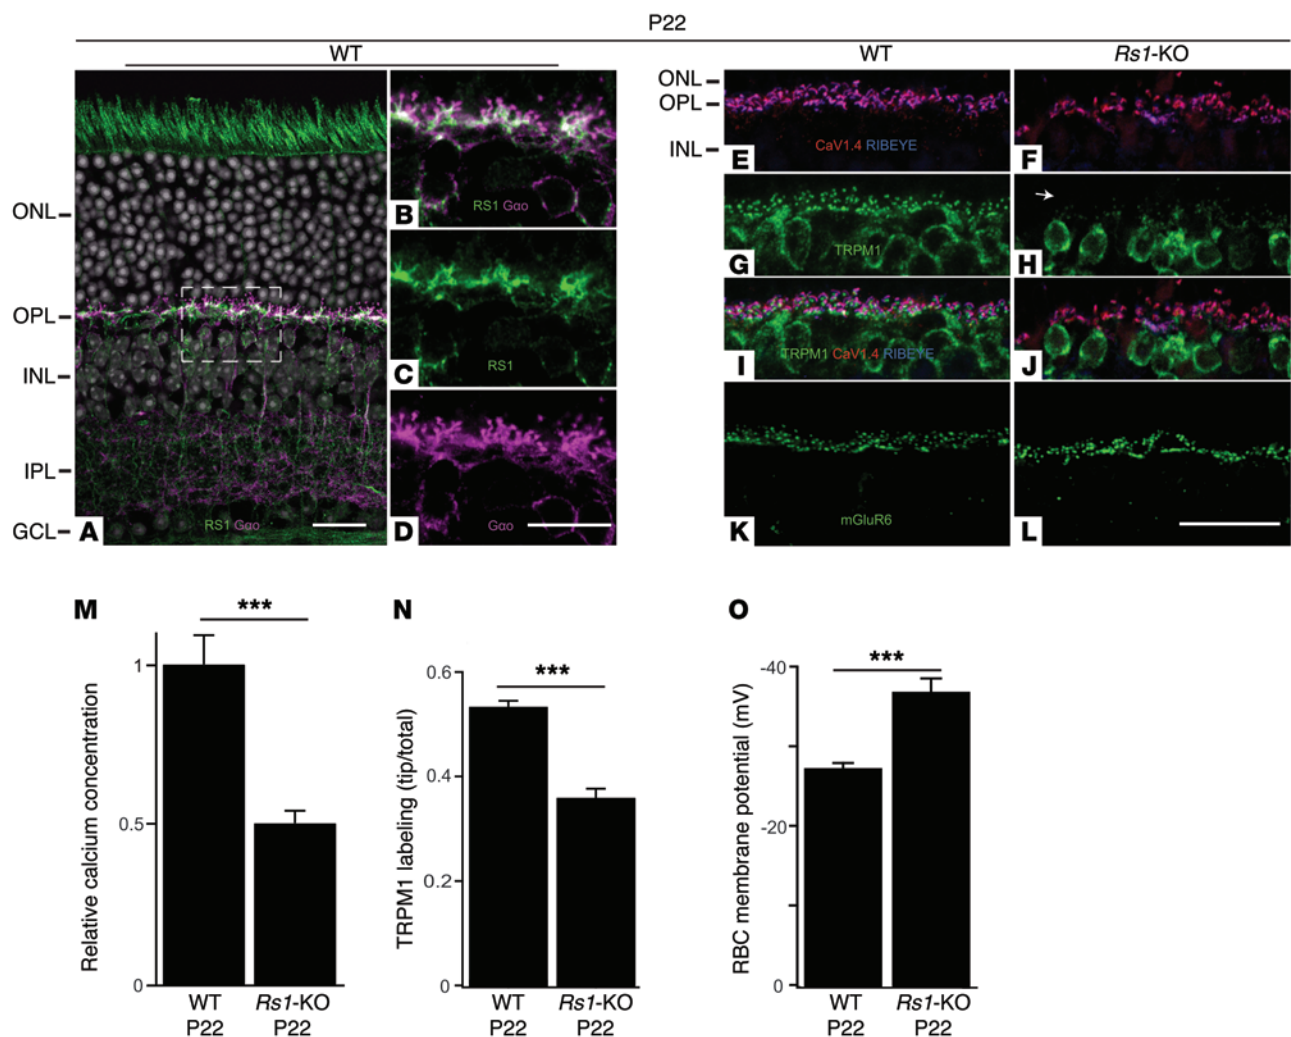 P22
WT
ONL
OPL
INL
IPL
GCL
RS1 Gαo
A
RS1 Gαo
B
RS1
C
Gαo
D
WT
Rs1-KO
ONL
OPL
INL
CaV1.4 RIBEYE
E
F
TRPM1
G
H
TRPM1 CaV1.4 RIBEYE
I
J
mGluR6
K
L
M
***
Relative calcium concentration
1
0.5
0
WT
P22
Rs1-KO
P22
N
***
TRPM1 labeling (tip/total)
0.6
0.4
0.2
0
WT
P22
Rs1-KO
P22
O
***
RBC membrane potential (mV)
-40
-20
0
WT
P22
Rs1-KO
P22